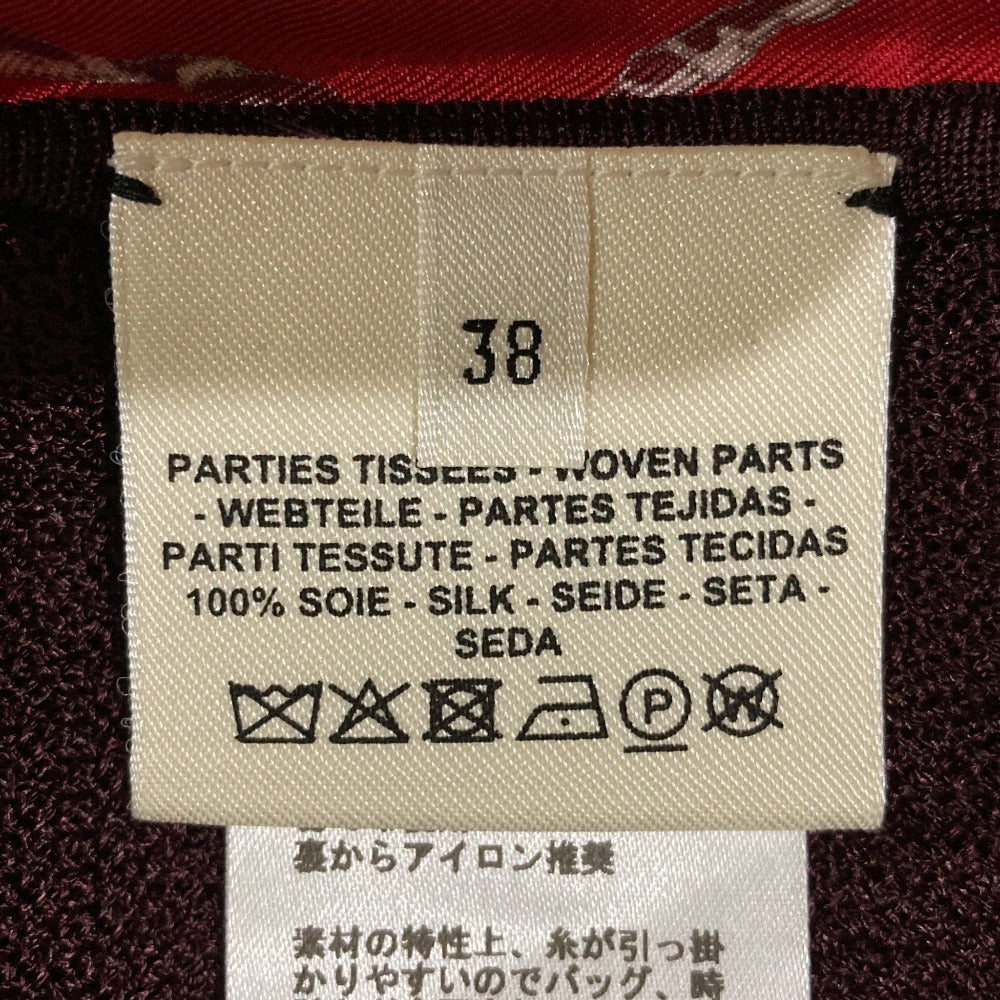 38
PARTIES TISSÉES - WOVEN PARTS
- WEBTEILE - PARTES TEJIDAS -
PARTI TESSUTE - PARTES TECIDAS
100% SOIE - SILK - SEIDE - SETA -
SEDA
P
W
裏からアイロン推奨
素材の特性上、糸が引っ掛
かりやすいのでバッグ、時